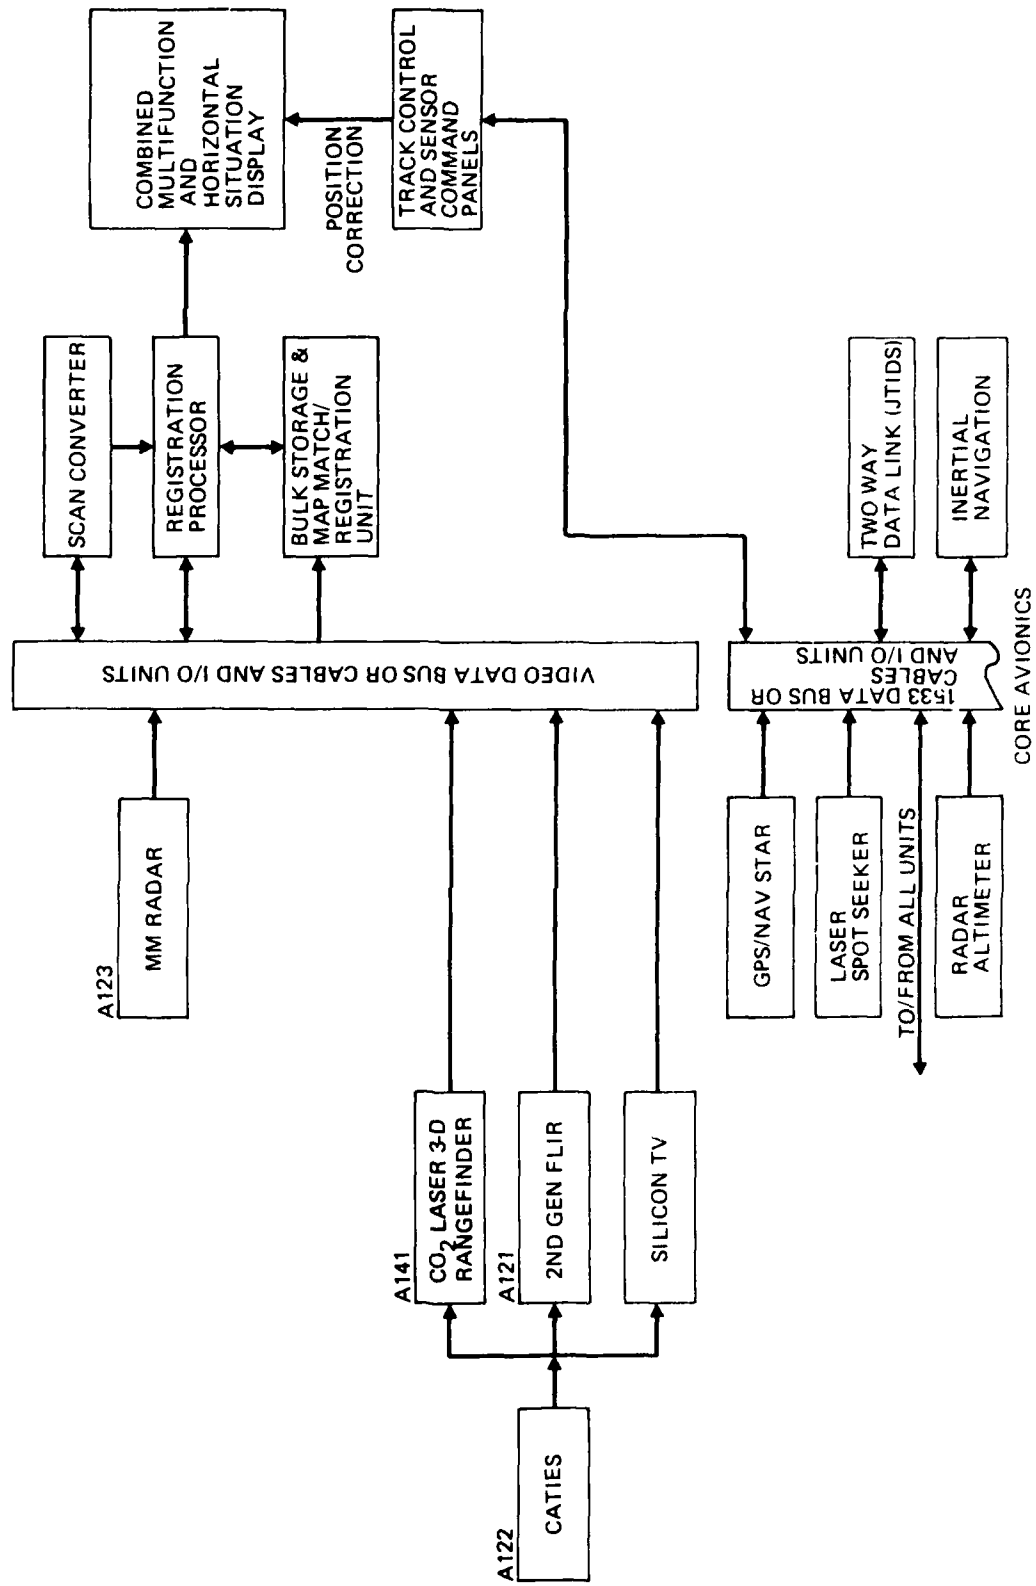 A122
CATIES
A141
CO₂ LASER 3-D
RANGEFINDER
A121
2ND GEN FLIR
SILICON TV
A123
MM RADAR
GPS/NAV STAR
LASER
SPOT SEEKER
TO/FROM ALL UNITS
RADAR
ALTIMETER
VIDEO DATA BUS OR CABLES AND I/O UNITS
1533 DATA BUS OR
CABLES
AND I/O UNITS
CORE AVIONICS
SCAN CONVERTER
REGISTRATION
PROCESSOR
BULK STORAGE &
MAP MATCH/
REGISTRATION
UNIT
TWO WAY
DATA LINK (JTIDS)
INERTIAL
NAVIGATION
COMBINED
MULTIFUNCTION
AND
HORIZONTAL
SITUATION
DISPLAY
POSITION
CORRECTION
TRACK CONTROL
AND SENSOR
COMMAND
PANELS